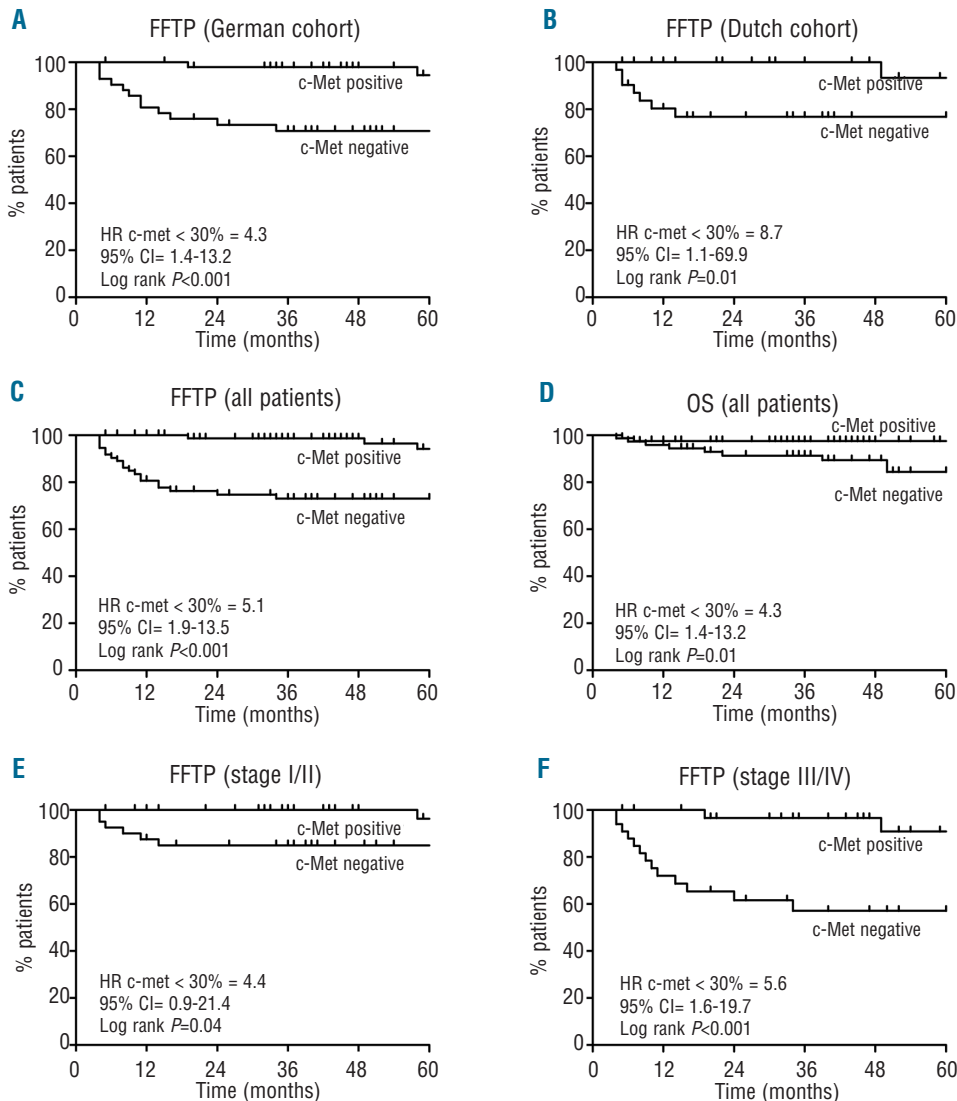 A
FFTP (German cohort)
% patients
100
80
60
40
20
0
c-Met positive
c-Met negative
HR c-met < 30% = 4.3
95% CI= 1.4-13.2
Log rank P<0.001
0 12 24 36 48 60
Time (months)
B
FFTP (Dutch cohort)
% patients
100
80
60
40
20
0
c-Met positive
c-Met negative
HR c-met < 30% = 8.7
95% CI= 1.1-69.9
Log rank P=0.01
0 12 24 36 48 60
Time (months)
C
FFTP (all patients)
% patients
100
80
60
40
20
0
c-Met positive
c-Met negative
HR c-met < 30% = 5.1
95% CI= 1.9-13.5
Log rank P<0.001
0 12 24 36 48 60
Time (months)
D
OS (all patients)
% patients
100
80
60
40
20
0
c-Met positive
c-Met negative
HR c-met < 30% = 4.3
95% CI= 1.4-13.2
Log rank P=0.01
0 12 24 36 48 60
Time (months)
E
FFTP (stage I/II)
% patients
100
80
60
40
20
0
c-Met positive
c-Met negative
HR c-met < 30% = 4.4
95% CI= 0.9-21.4
Log rank P=0.04
0 12 24 36 48 60
Time (months)
F
FFTP (stage III/IV)
% patients
100
80
60
40
20
0
c-Met positive
c-Met negative
HR c-met < 30% = 5.6
95% CI= 1.6-19.7
Log rank P<0.001
0 12 24 36 48 60
Time (months)